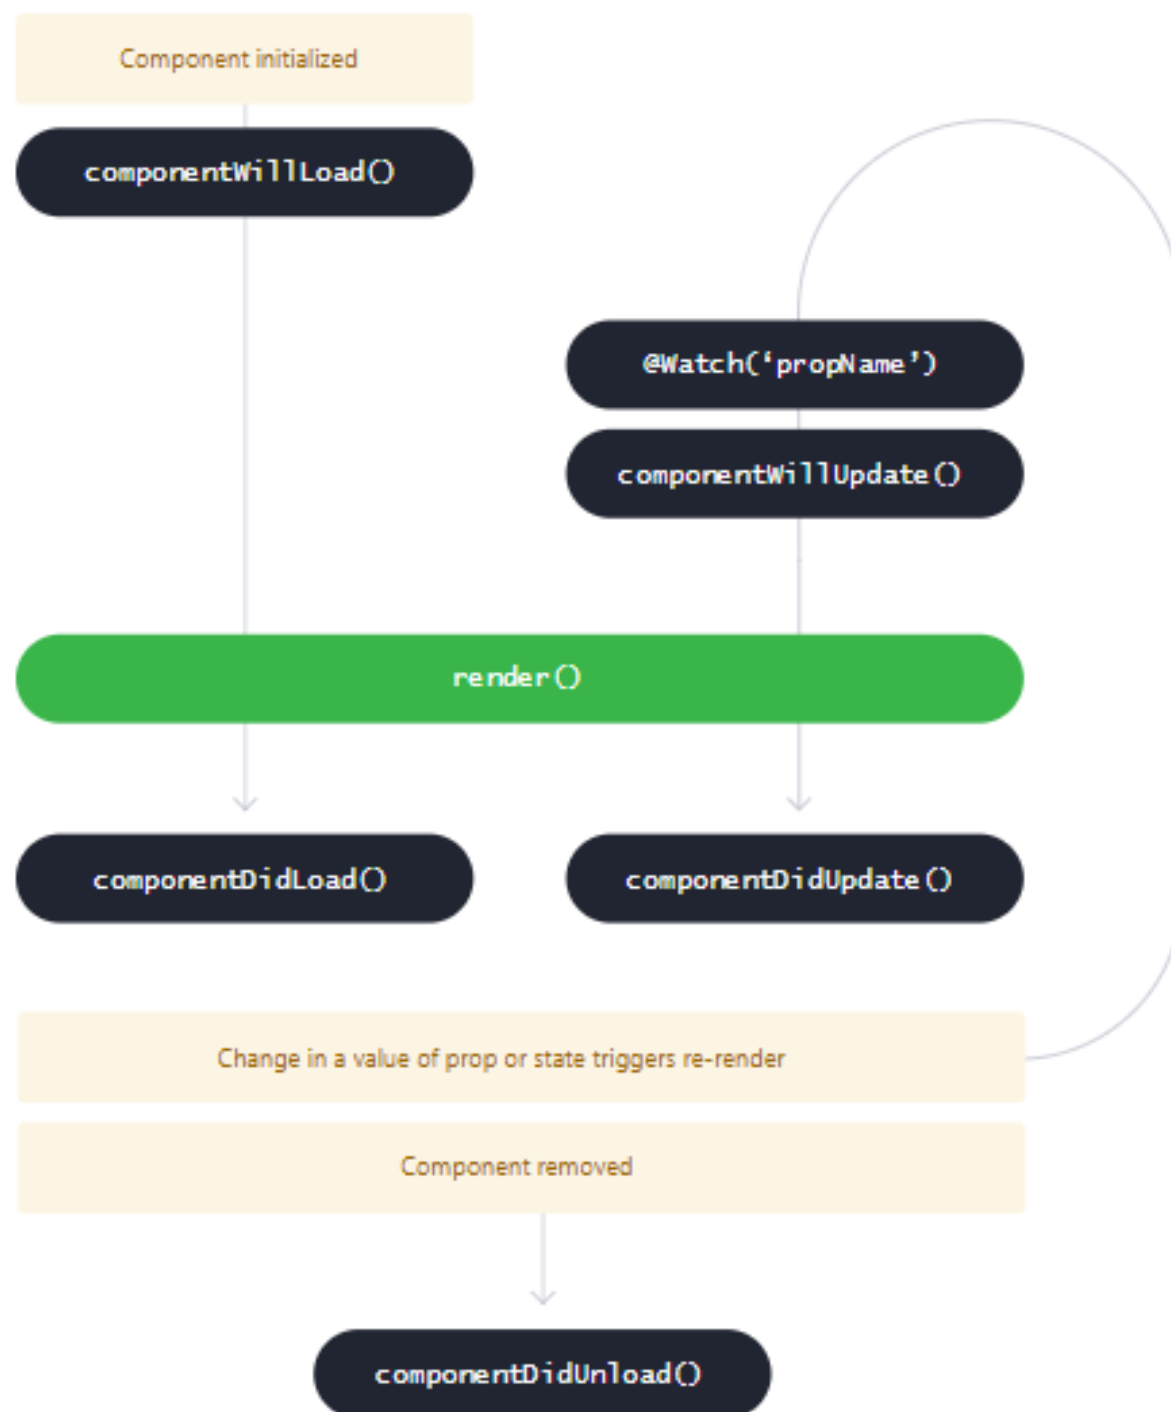 Component initialized
componentWillLoad()
@Watch(‘propName’)
componentWillUpdate()
render()
componentDidLoad()
componentDidUpdate()
Change in a value of prop or state triggers re-render
Component removed
componentDidUnload()